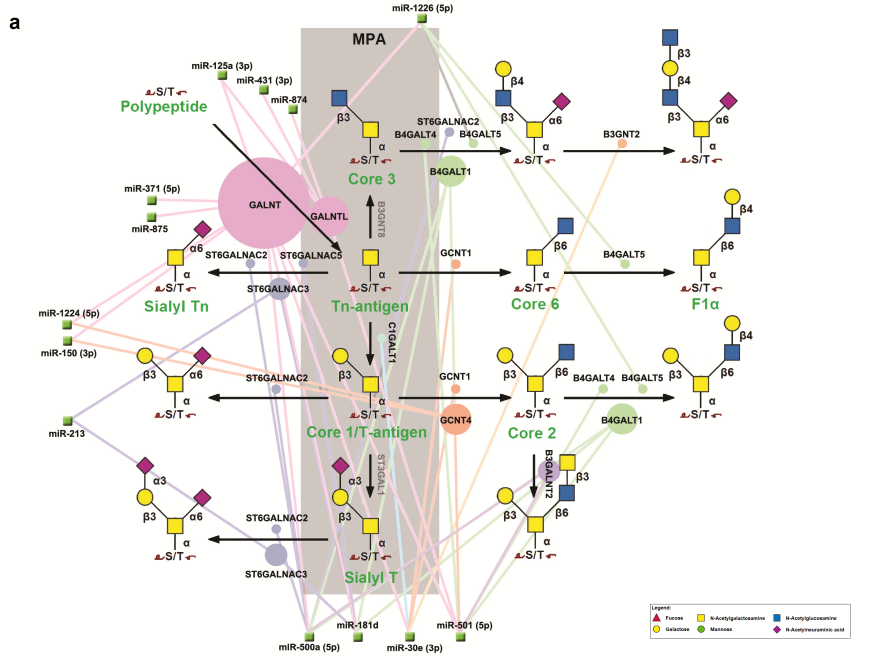 a
miR-1226 (5p)
MPA
β3
miR-125a (3p)
β4
β4
miR-431 (3p)
S/T
miR-874
Polypeptide
β3
α6
β3
α6
ST6GALNAC2
B4GALT4
B4GALT5
B3GNT2
α
α
α
S/T
S/T
S/T
Core 3
B4GALT1
miR-371 (5p)
GALNT
GALNTL
B3GNT8
β4
miR-875
β6
β6
α6
ST6GALNAC2
ST6GALNAC5
GCNT1
B4GALT5
α
α
α
α
S/T
ST6GALNAC3
S/T
S/T
S/T
Sialyl Tn
Tn-antigen
Core 6
F1α
miR-1224 (5p)
C1GALT1
β4
miR-150 (3p)
β3
α6
β3
β3
β6
β3
β6
ST6GALNAC2
GCNT1
B4GALT4
B4GALT5
α
α
α
α
S/T
S/T
GCNT4
S/T
B4GALT1
S/T
miR-213
Core 1/T-antigen
Core 2
ST3GAL1
B3GALNT2
β3
α3
α3
β3
α6
β3
β3
β6
ST6GALNAC2
α
α
α
S/T
ST6GALNAC3
S/T
S/T
Sialyl T
miR-500a (5p)
miR-181d
miR-30e (3p)
miR-501 (5p)
Legend:
Fucose
N-Acetylgalactosamine
N-Acetylglucosamine
Galactose
Mannose
N-Acetylneuraminic acid